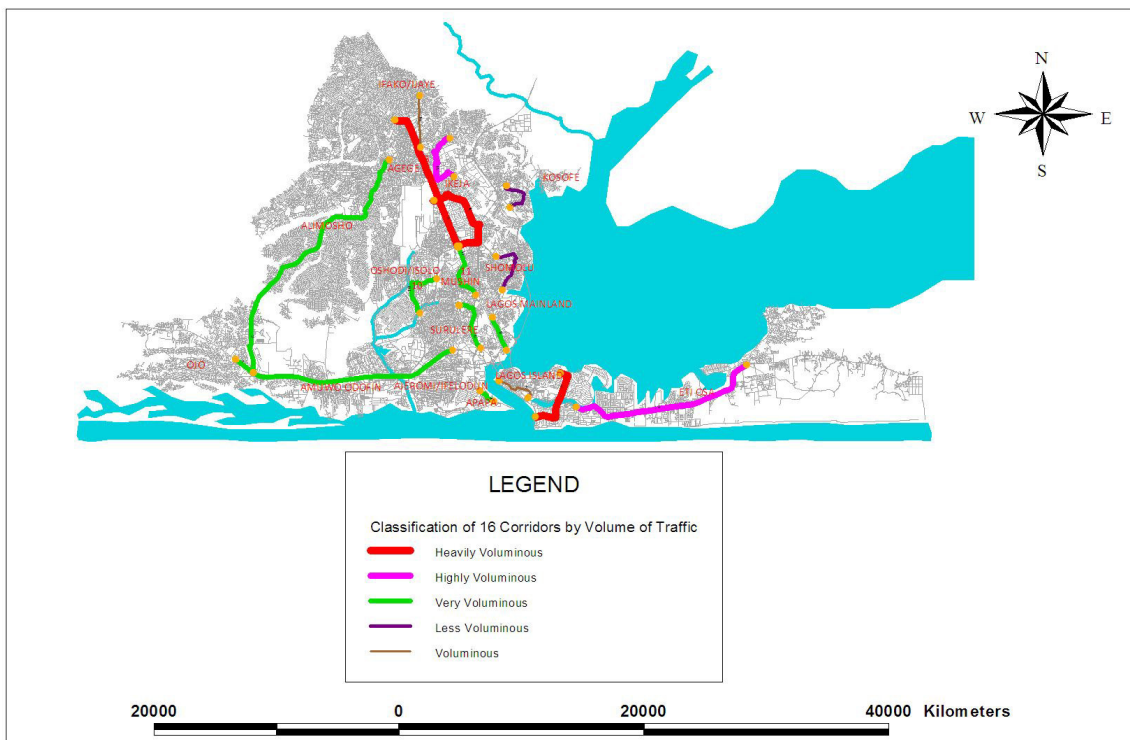 N
W E
S
IFAKO/IJAYE
AGEGE
IKEJA
KOSOFE
ALIMOSHO
OSHODI/ISOLO
11
MUSHIN
SHOMOLU
LAGOS MAINLAND
SURULERE
OJO
AMUWO ODOFIN
AJEROMI/IFELODUN
LAGOS ISLAND
APAPA
ETI OSA
LEGEND
Classification of 16 Corridors by Volume of Traffic
Heavily Voluminous
Highly Voluminous
Very Voluminous
Less Voluminous
Voluminous
20000 0 20000 40000 Kilometers